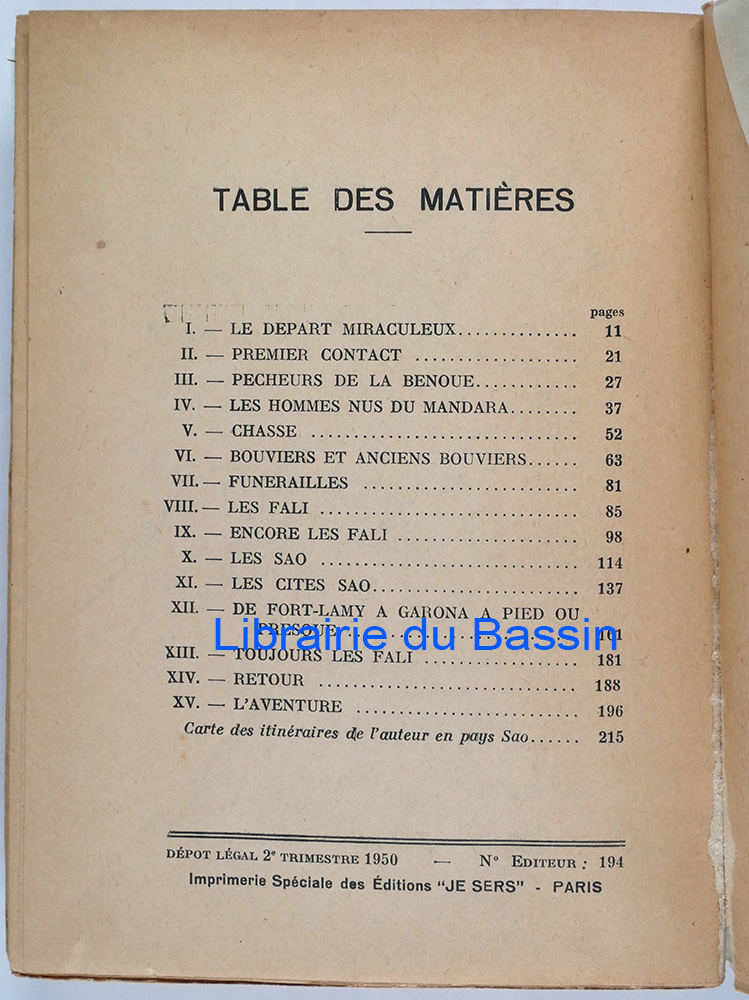 TABLE DES MATIÈRES
pages
I. — LE DEPART MIRACULEUX.............. 11
II. — PREMIER CONTACT .................. 21
III. — PECHEURS DE LA BENOUE............ 27
IV. — LES HOMMES NUS DU MANDARA........ 37
V. — CHASSE ............................. 52
VI. — BOUVIERS ET ANCIENS BOUVIERS...... 63
VII. — FUNERAILLES ....................... 81
VIII. — LES FALI ............................ 85
IX. — ENCORE LES FALI .................... 98
X. — LES SAO ............................ 114
XI. — LES CITES SAO....................... 137
XII. — DE FORT-LAMY A GARONA A PIED OU
PRESQUE ........................ 161
Librairie du Bassin
XIII. — TOUJOURS LES FALI ................. 181
XIV. — RETOUR ............................ 188
XV. — L'AVENTURE ........................ 196
Carte des itinéraires de l'auteur en pays Sao...... 215
DÉPOT LÉGAL 2e TRIMESTRE 1950 — N° EDITEUR : 194
Imprimerie Spéciale des Éditions "JE SERS" - PARIS